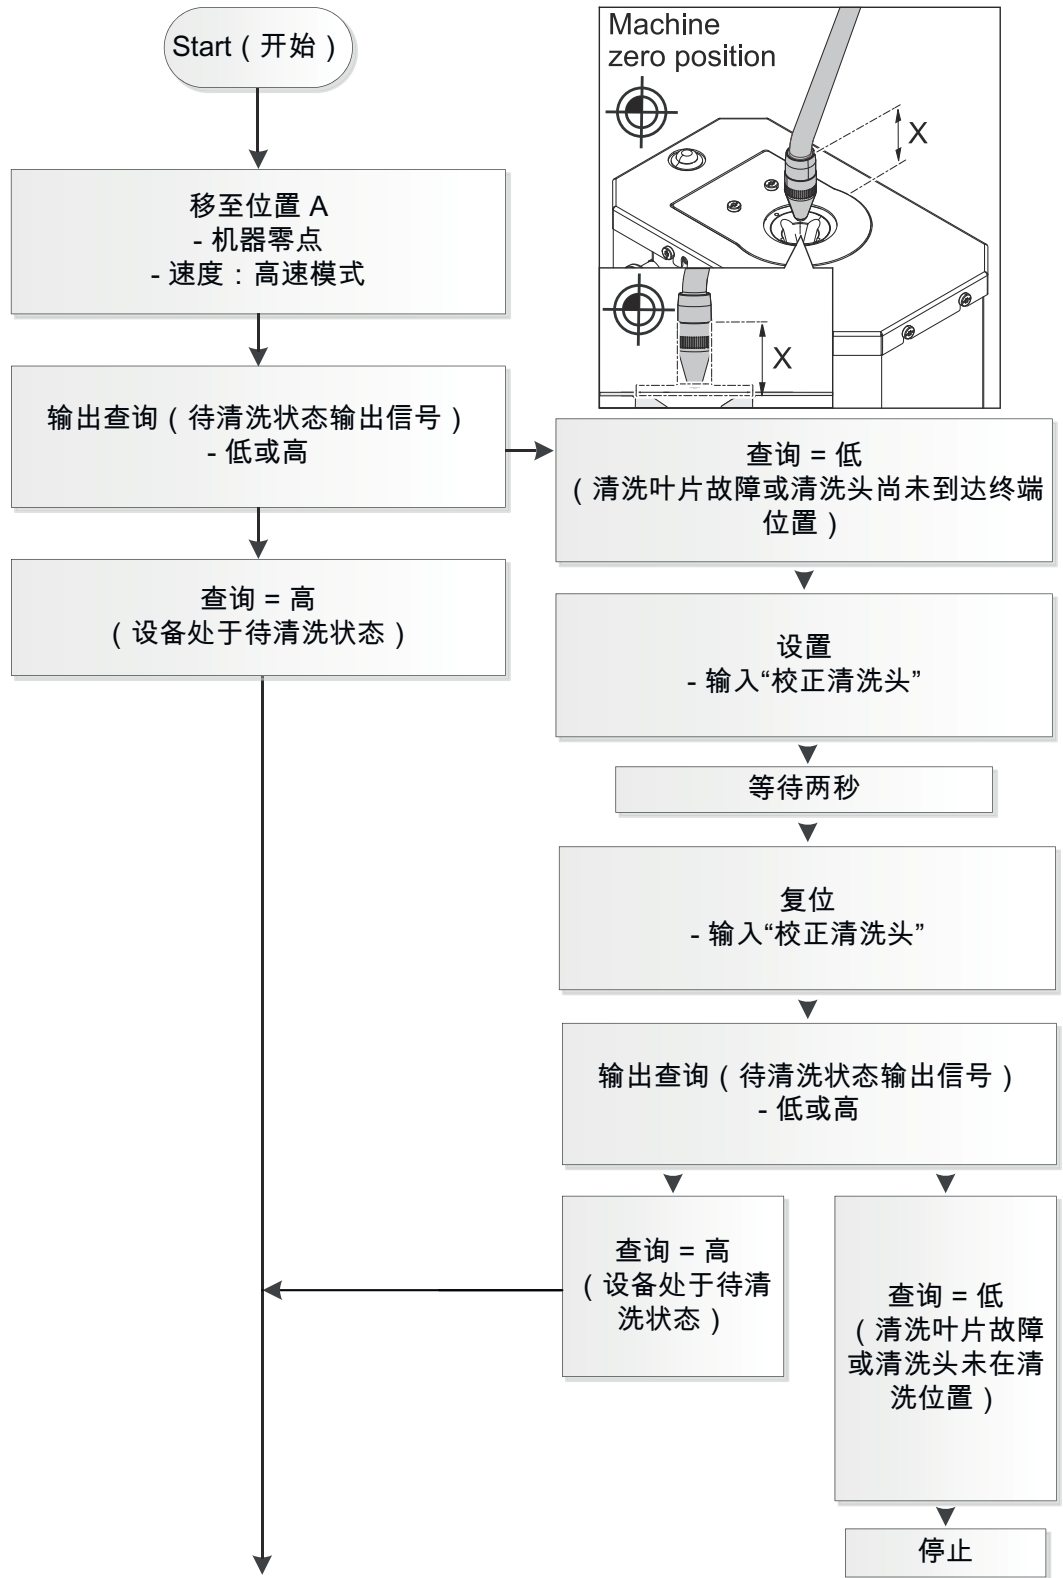 Start（开始）
Machine
zero position
X
X
移至位置 A
- 机器零点
- 速度：高速模式
输出查询（待清洗状态输出信号）
- 低或高
查询 = 低
（清洗叶片故障或清洗头尚未到达终端
位置）
查询 = 高
（设备处于待清洗状态）
设置
- 输入“校正清洗头”
等待两秒
复位
- 输入“校正清洗头”
输出查询（待清洗状态输出信号）
- 低或高
查询 = 高
（设备处于待清
洗状态）
查询 = 低
（清洗叶片故障
或清洗头未在清
洗位置）
停止